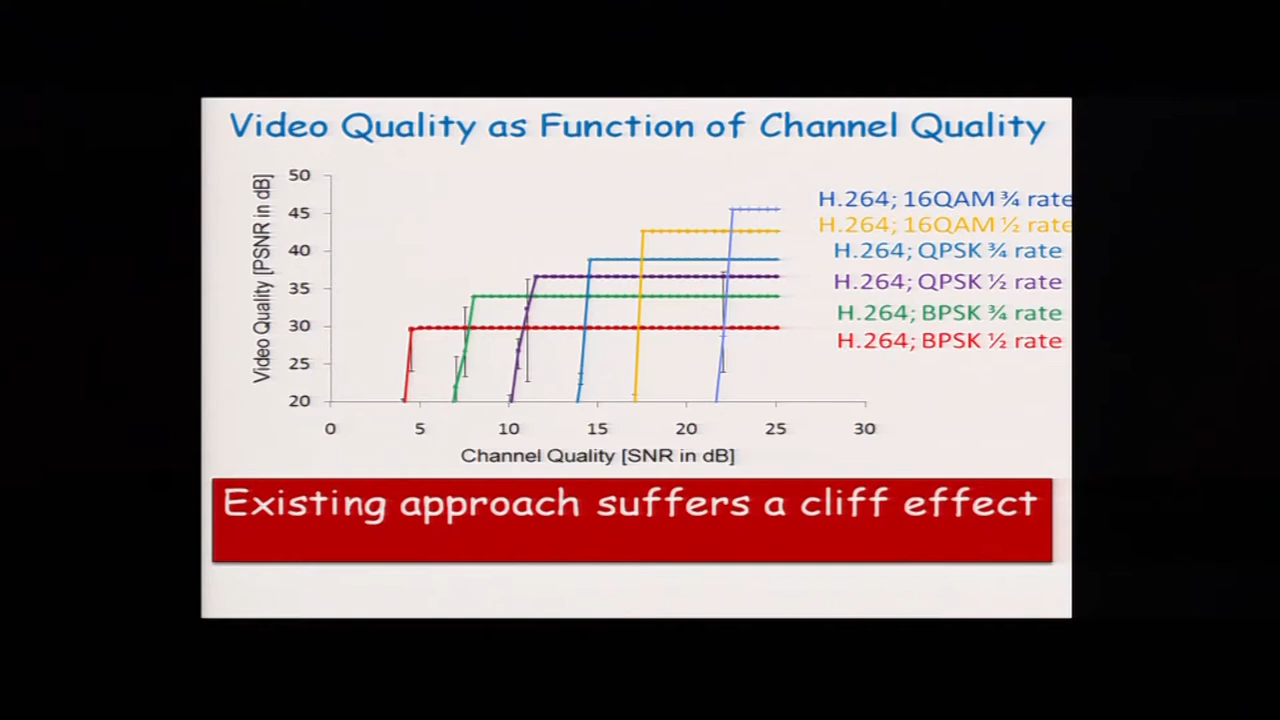 Video Quality as Function of Channel Quality
Video Quality [PSNR in dB]
50
45
40
35
30
25
20
0 5 10 15 20 25 30
Channel Quality [SNR in dB]
H.264; 16QAM ¾ rate
H.264; 16QAM ½ rate
H.264; QPSK ¾ rate
H.264; QPSK ½ rate
H.264; BPSK ¾ rate
H.264; BPSK ½ rate
Existing approach suffers a cliff effect